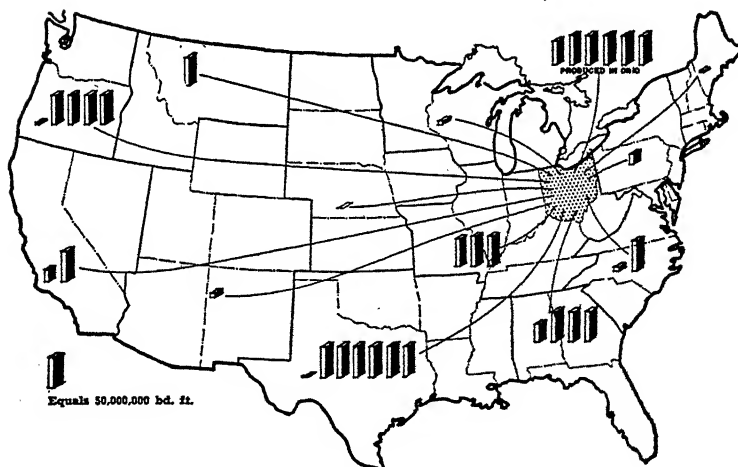 PRODUCED IN OHIO
Equals 50,000,000 bd. ft.